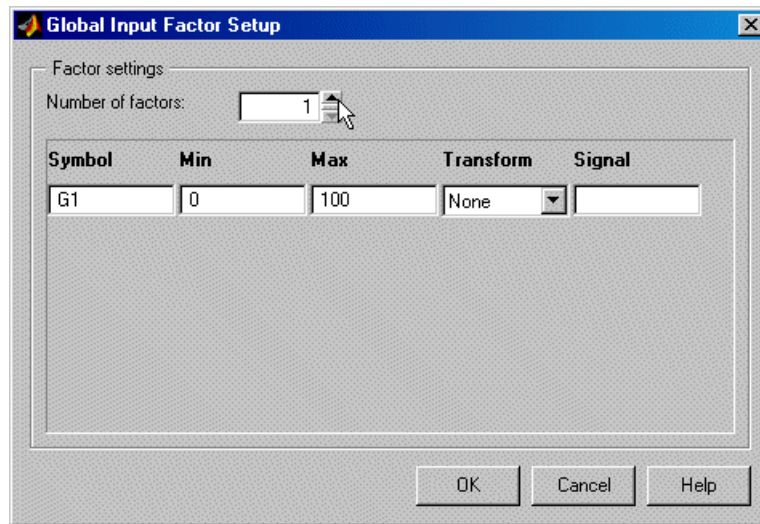 Global Input Factor Setup
Factor settings
Number of factors: 1
Symbol Min Max Transform Signal
G1 0 100 None
OK Cancel Help